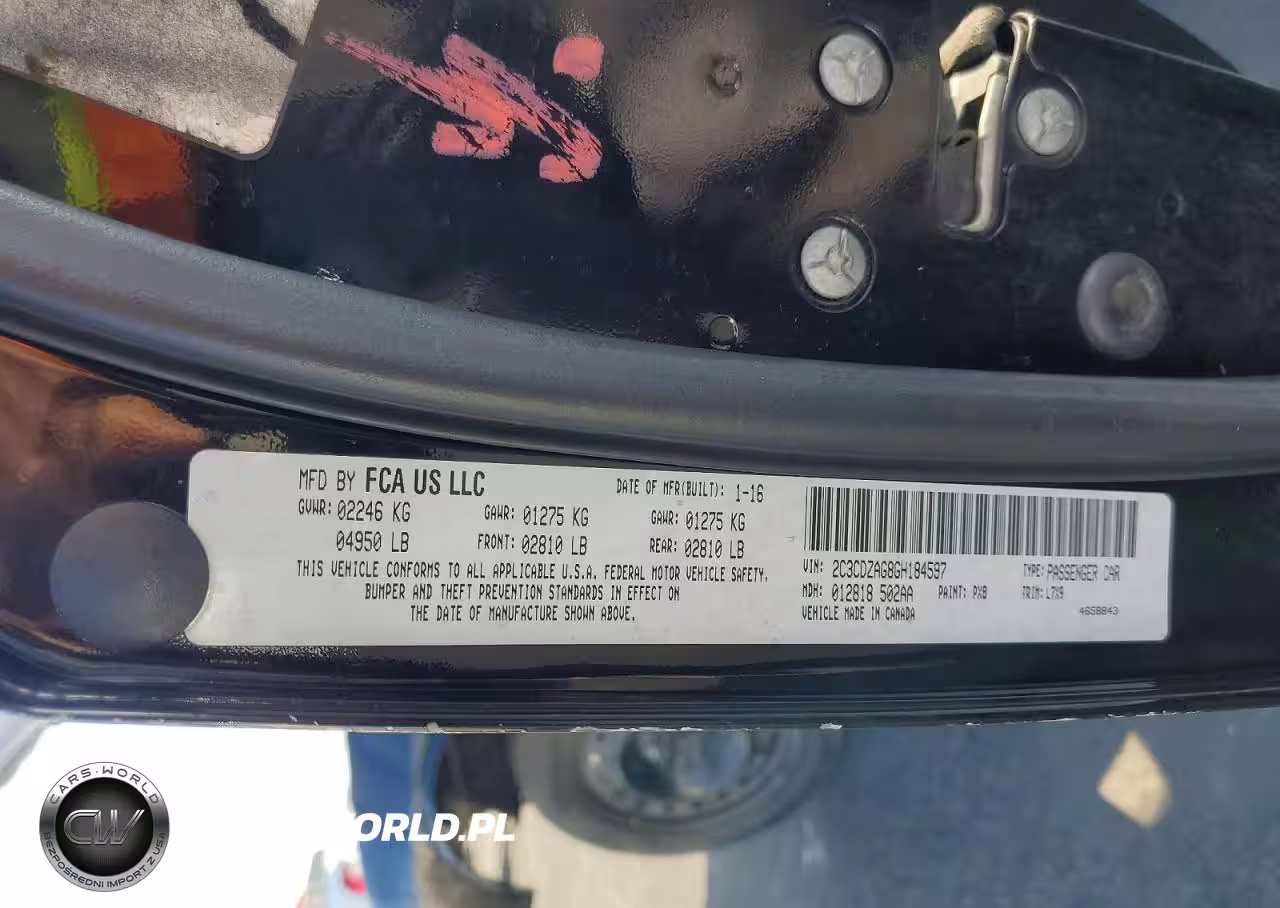 MFD BY FCA US LLC
DATE OF MFR(BUILT): 1-16
GVWR: 02246 KG
04950 LB
GAWR: 01275 KG
FRONT: 02810 LB
GAWR: 01275 KG
REAR: 02810 LB
THIS VEHICLE CONFORMS TO ALL APPLICABLE U.S.A. FEDERAL MOTOR VEHICLE SAFETY,
BUMPER AND THEFT PREVENTION STANDARDS IN EFFECT ON
THE DATE OF MANUFACTURE SHOWN ABOVE.
VIN: 2C3CDZAG8GH184597
TYPE: PASSENGER CAR
MDH: 012818 502AA
PAINT: PX8
TRIM: L7X9
VEHICLE MADE IN CANADA
4658843
CARS-WORLD
CW
BEZPOŚREDNI IMPORT Z USA
ORLD.PL